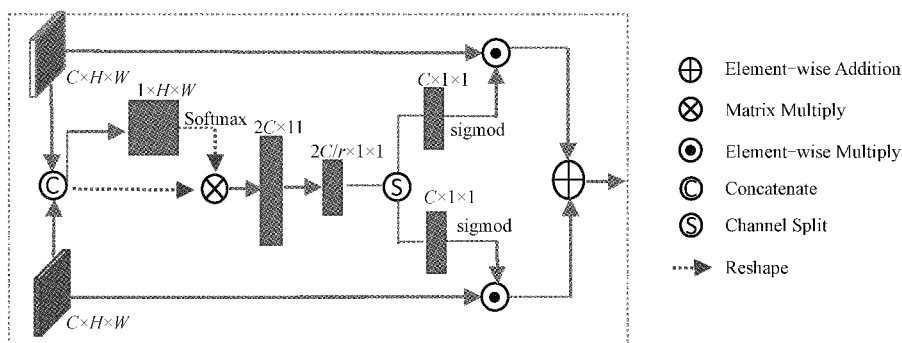 C×H×W
1×H×W
Softmax
2C×11
2C/r×1×1
C×1×1
sigmod
C×1×1
sigmod
C×H×W
C
S
Element-wise Addition
Matrix Multiply
Element-wise Multiply
C Concatenate
S Channel Split
Reshape